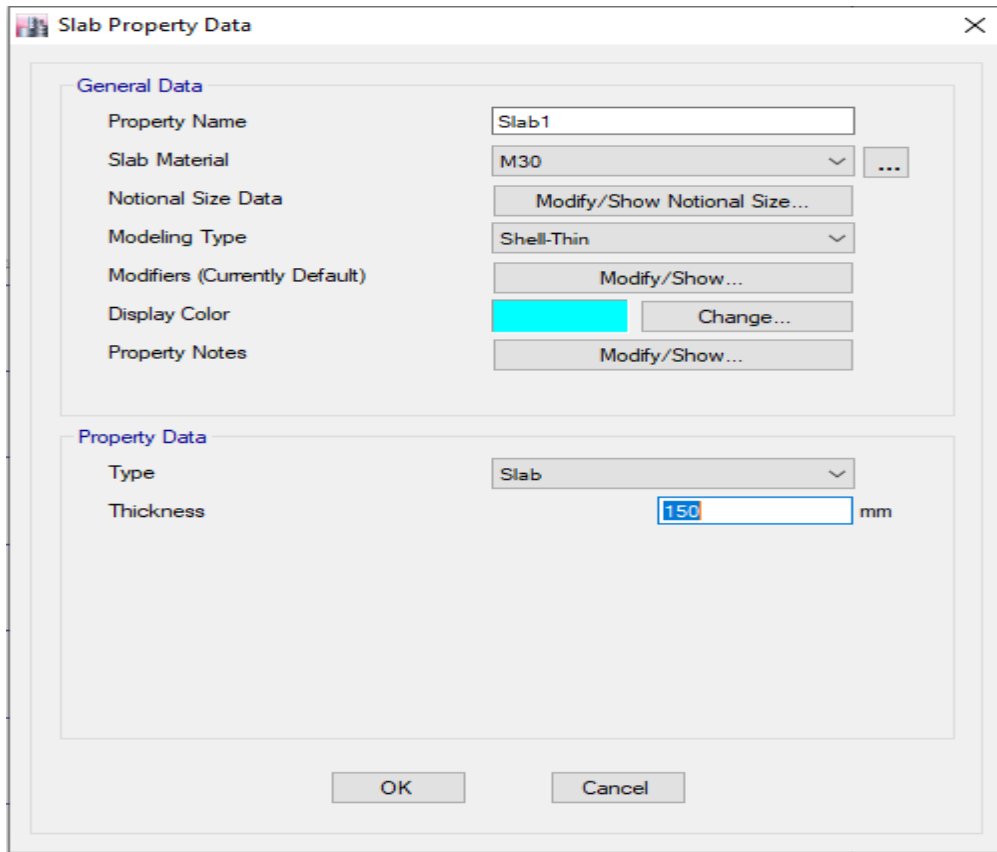 Slab Property Data
General Data
Property Name Slab1
Slab Material M30 ...
Notional Size Data Modify/Show Notional Size...
Modeling Type Shell-Thin
Modifiers (Currently Default) Modify/Show...
Display Color Change...
Property Notes Modify/Show...
Property Data
Type Slab
Thickness 150 mm
OK Cancel